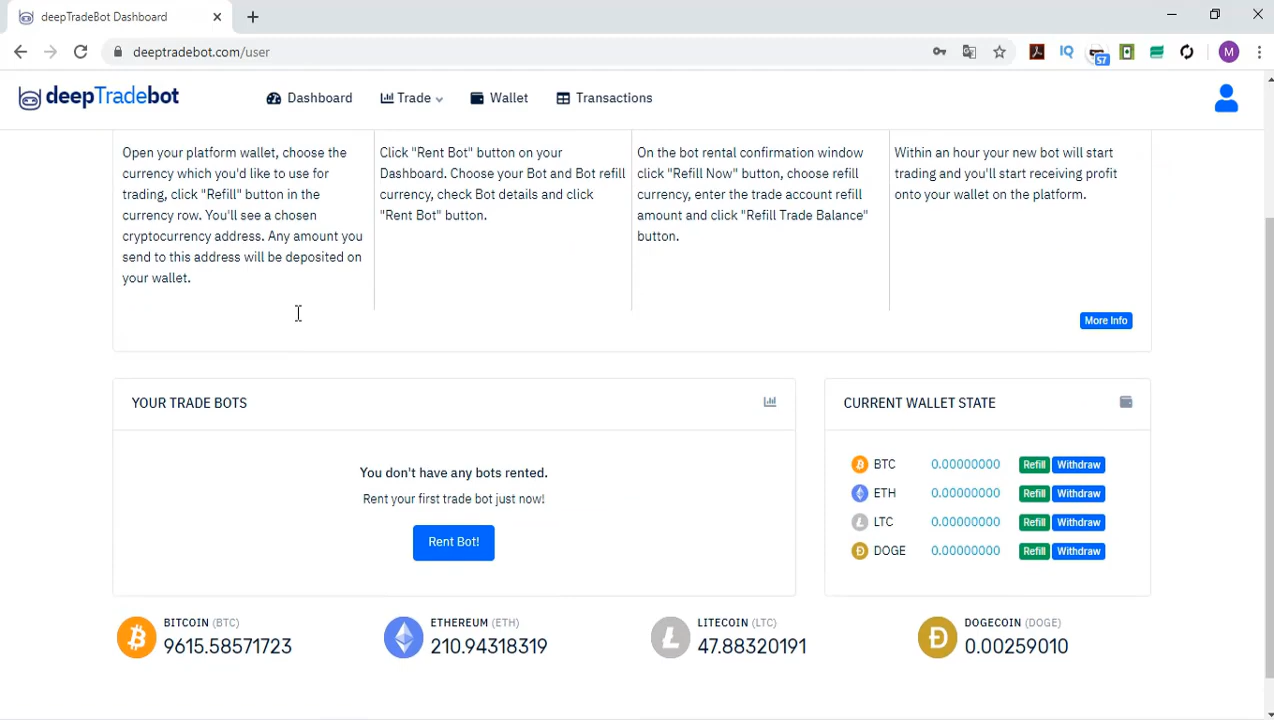 deepTradeBot Dashboard
deeptradebot.com/user
57
M
deepTradebot
Dashboard
Trade
Wallet
Transactions
Open your platform wallet, choose the
currency which you'd like to use for
trading, click "Refill" button in the
currency row. You'll see a chosen
cryptocurrency address. Any amount you
send to this address will be deposited on
your wallet.
Click "Rent Bot" button on your
Dashboard. Choose your Bot and Bot refill
currency, check Bot details and click
"Rent Bot" button.
On the bot rental confirmation window
click "Refill Now" button, choose refill
currency, enter the trade account refill
amount and click "Refill Trade Balance"
button.
Within an hour your new bot will start
trading and you'll start receiving profit
onto your wallet on the platform.
More Info
YOUR TRADE BOTS
You don't have any bots rented.
Rent your first trade bot just now!
Rent Bot!
CURRENT WALLET STATE
BTC 0.00000000 Refill Withdraw
ETH 0.00000000 Refill Withdraw
LTC 0.00000000 Refill Withdraw
DOGE 0.00000000 Refill Withdraw
BITCOIN (BTC)
9615.58571723
ETHEREUM (ETH)
210.94318319
LITECOIN (LTC)
47.88320191
DOGECOIN (DOGE)
0.00259010